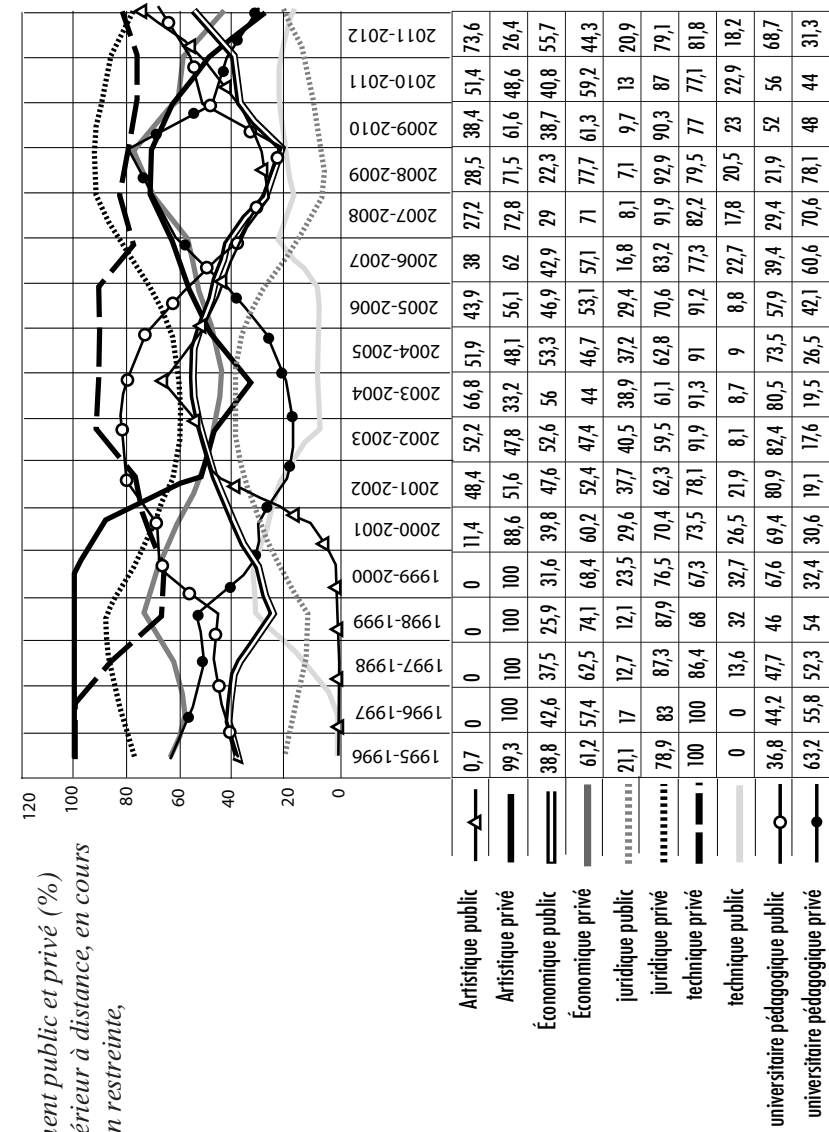 ment public et privé (%)
érieur à distance, en cours
n restreinte,
120
100
80
60
40
20
0
1995-1996 1996-1997 1997-1998 1998-1999 1999-2000 2000-2001 2001-2002 2002-2003 2003-2004 2004-2005 2005-2006 2006-2007 2007-2008 2008-2009 2009-2010 2010-2011 2011-2012
Artistique public 0,7 0 0 0 0 11,4 48,4 52,2 66,8 51,9 43,9 38 27,2 28,5 38,4 51,4 73,6
Artistique privé 99,3 100 100 100 100 88,6 51,6 47,8 33,2 48,1 56,1 62 72,8 71,5 61,6 48,6 26,4
Économique public 38,8 42,6 37,5 25,9 31,6 39,8 47,6 52,6 56 53,3 46,9 42,9 29 22,3 38,7 40,8 55,7
Économique privé 61,2 57,4 62,5 74,1 68,4 60,2 52,4 47,4 44 46,7 53,1 57,1 71 77,7 61,3 59,2 44,3
juridique public 21,1 17 12,7 12,1 23,5 29,6 37,7 40,5 38,9 37,2 29,4 16,8 8,1 7,1 9,7 13 20,9
juridique privé 78,9 83 87,3 87,9 76,5 70,4 62,3 59,5 61,1 62,8 70,6 83,2 91,9 92,9 90,3 87 79,1
technique privé 100 100 86,4 68 67,3 73,5 78,1 91,9 91,3 91 91,2 77,3 82,2 79,5 77 77,1 81,8
technique public 0 0 13,6 32 32,7 26,5 21,9 8,1 8,7 9 8,8 22,7 17,8 20,5 23 22,9 18,2
universitaire pédagogique public 36,8 44,2 47,7 46 67,6 69,4 80,9 82,4 80,5 73,5 57,9 39,4 29,4 21,9 52 56 68,7
universitaire pédagogique privé 63,2 55,8 52,3 54 32,4 30,6 19,1 17,6 19,5 26,5 42,1 60,6 70,6 78,1 48 44 31,3